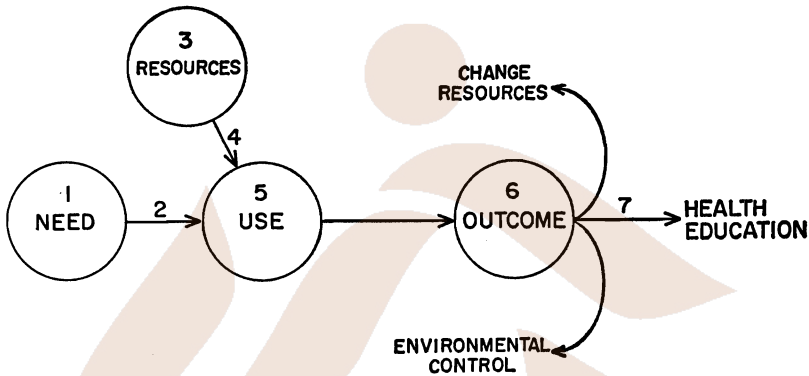 3
RESOURCES
4
1
NEED
2
5
USE
6
OUTCOME
CHANGE
RESOURCES
7
HEALTH
EDUCATION
ENVIRONMENTAL
CONTROL